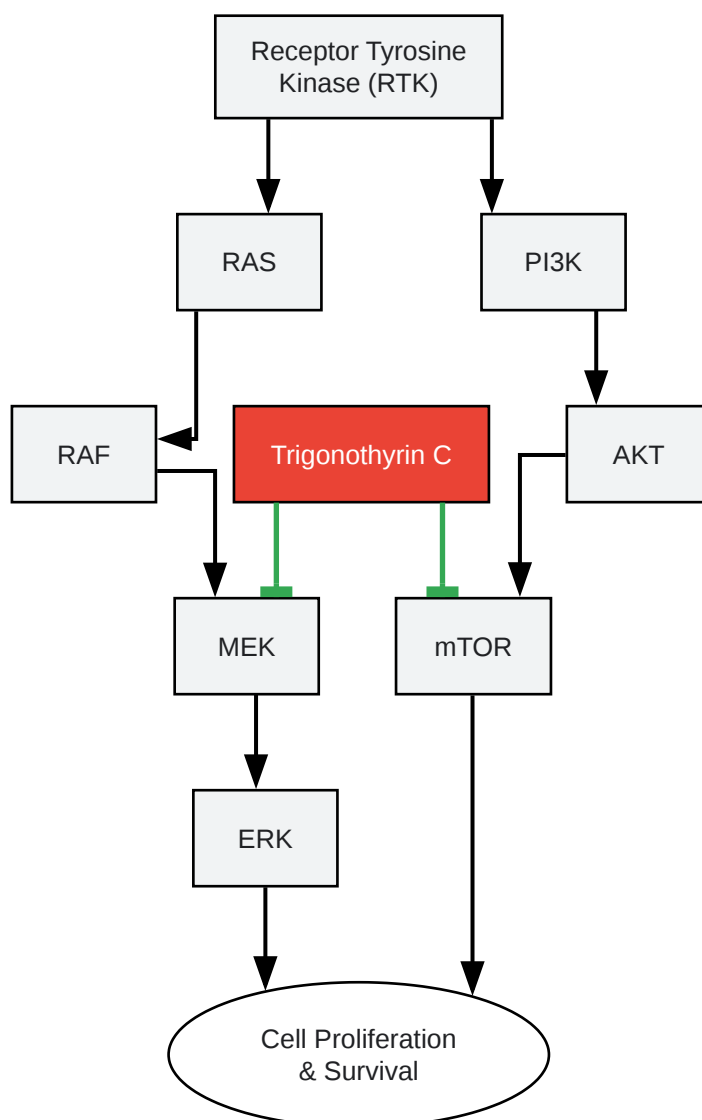 Receptor Tyrosine
Kinase (RTK)
RAS
PI3K
RAF
Trigonothyrin C
AKT
MEK
mTOR
ERK
Cell Proliferation
& Survival